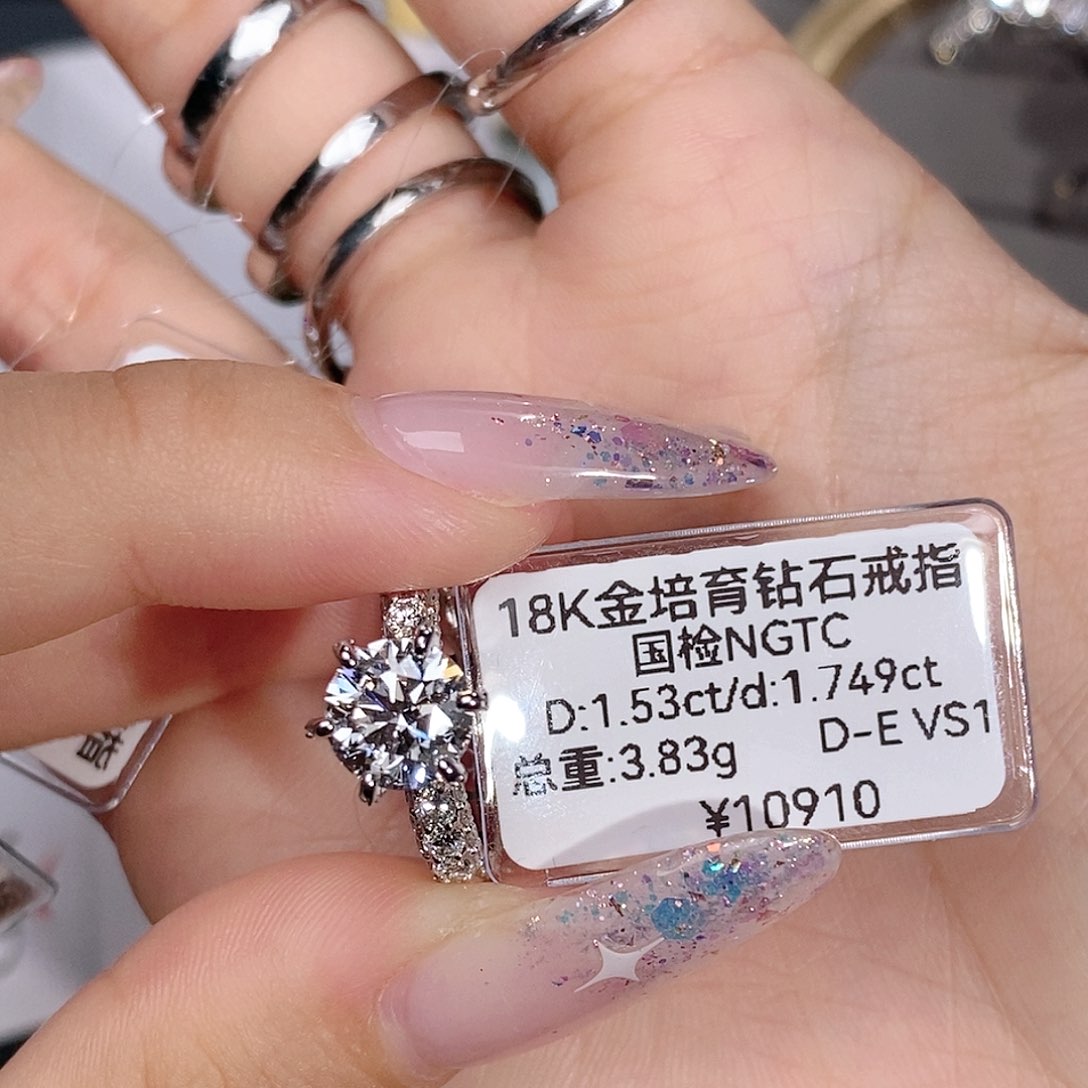 18K金培育钻石戒指
国检NGTC
D:1.53ct/d:1.749ct
D-E VS1
总重:3.83g
¥10910